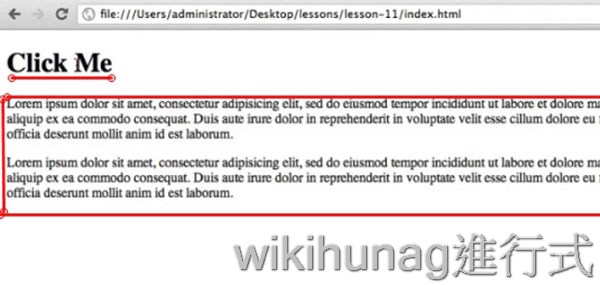 file:///Users/administrator/Desktop/lessons/lesson-11/index.html
Click Me
Lorem ipsum dolor sit amet, consectetur adipisicing elit, sed do eiusmod tempor incididunt ut labore et dolore
aliquip ex ea commodo consequat. Duis aute irure dolor in reprehenderit in voluptate velit esse cillum dolore eu
officia deserunt mollit anim id est laborum.
Lorem ipsum dolor sit amet, consectetur adipisicing elit, sed do eiusmod tempor incididunt ut labore et dolore
aliquip ex ea commodo consequat. Duis aute irure dolor in reprehenderit in voluptate velit esse cillum dolore eu
officia deserunt mollit anim id est laborum.
wikihunag進行式